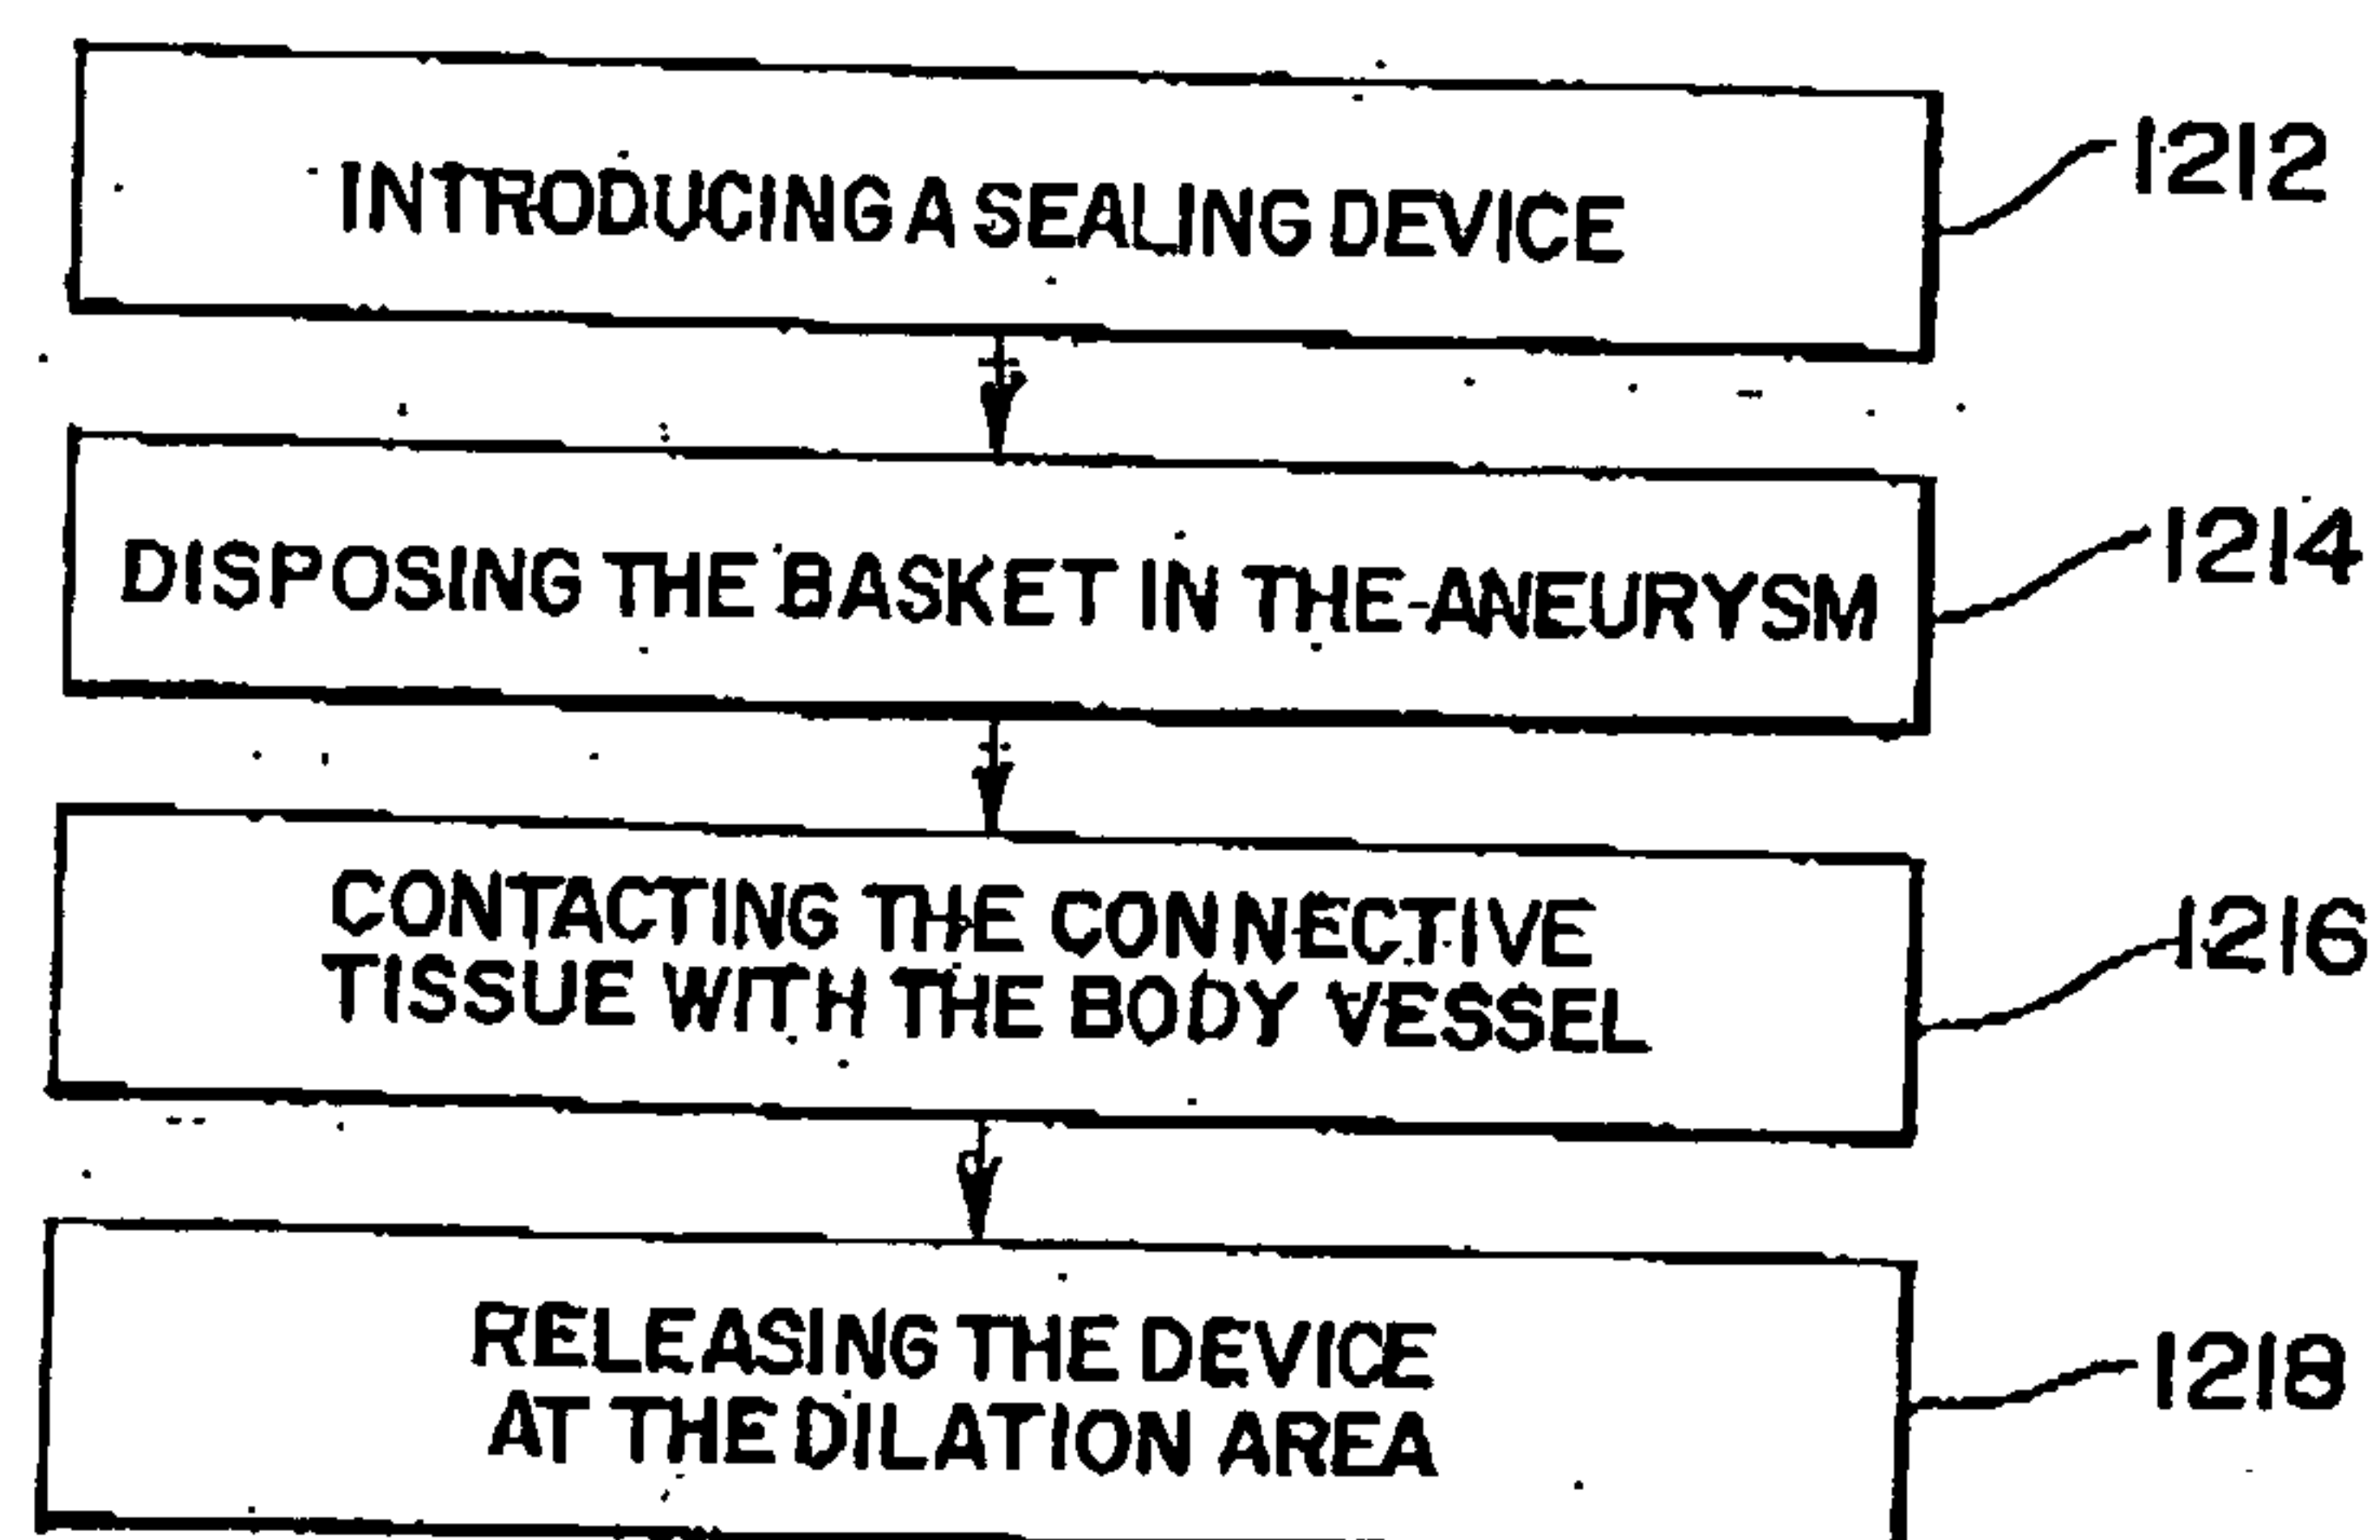 INTRODUCING A SEALING DEVICE
1212
DISPOSING THE BASKET IN THE ANEURYSM
1214
CONTACTING THE CONNECTIVE
TISSUE WITH THE BODY VESSEL
1216
RELEASING THE DEVICE
AT THE DILATION AREA
1218